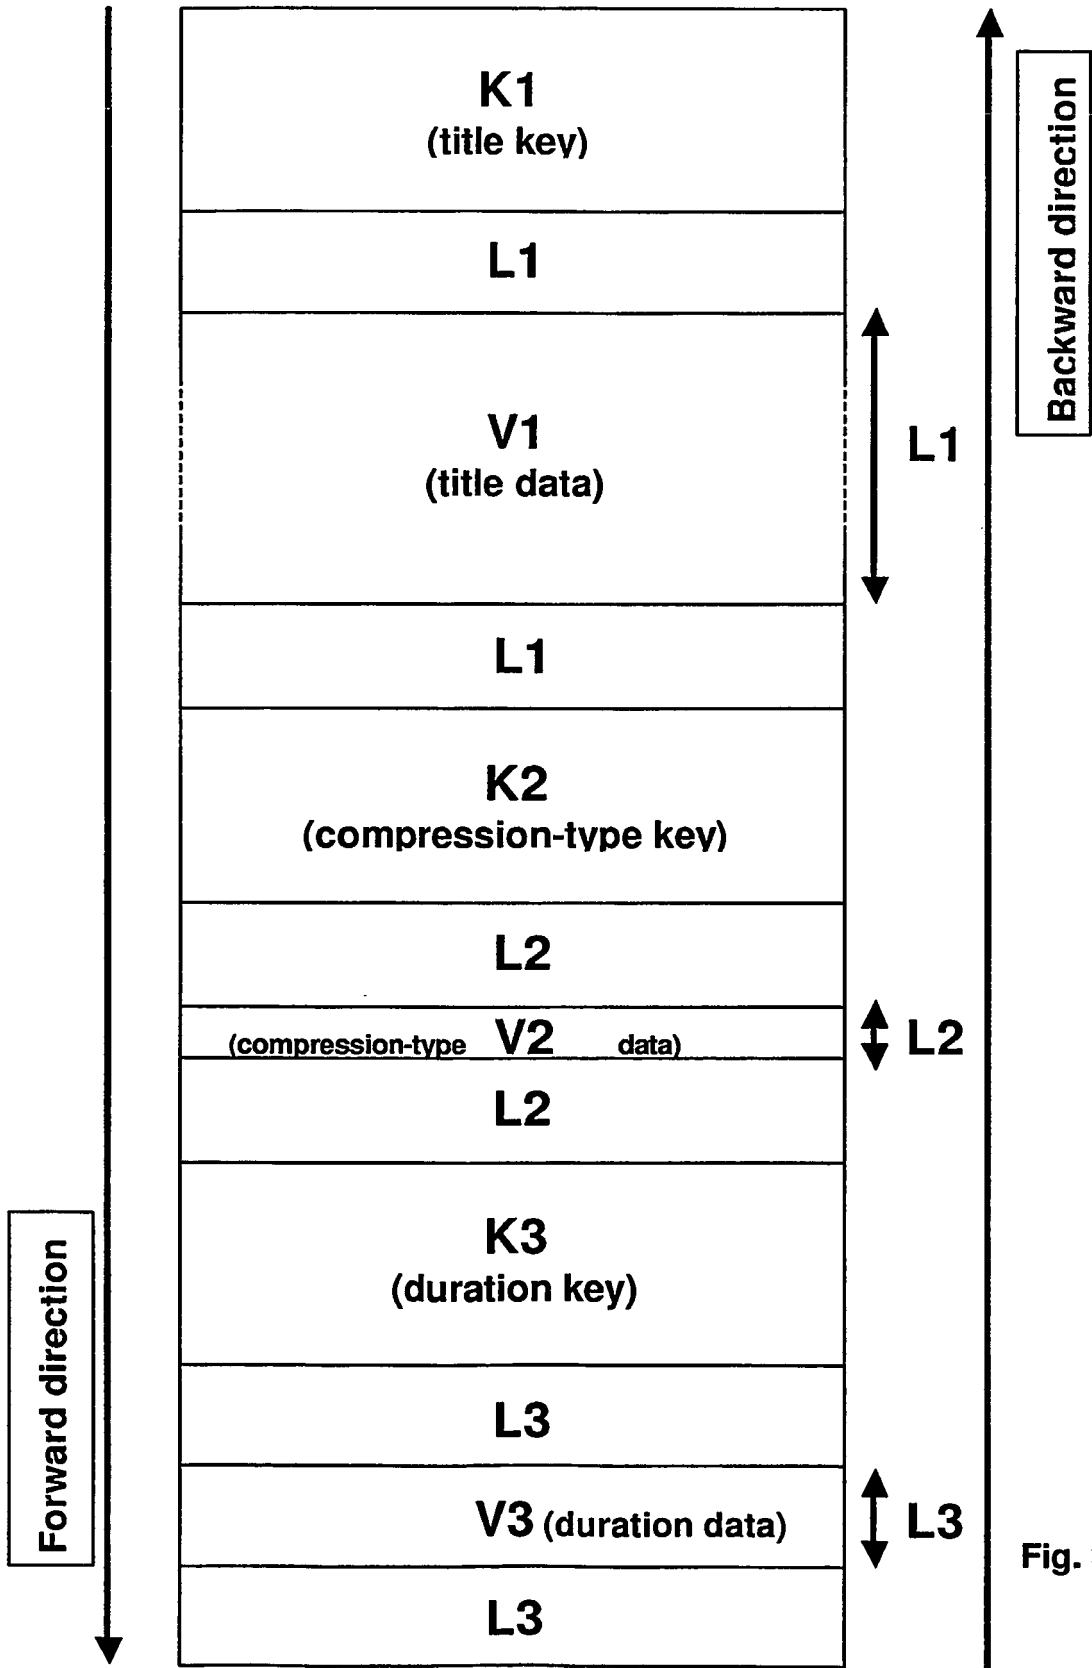 K1
(title key)
L1
V1
(title data)
L1
L1
K2
(compression-type key)
L2
(compression-type V2 data)
L2
L2
K3
(duration key)
L3
V3 (duration data)
L3
L3
Forward direction
Backward direction
Fig.